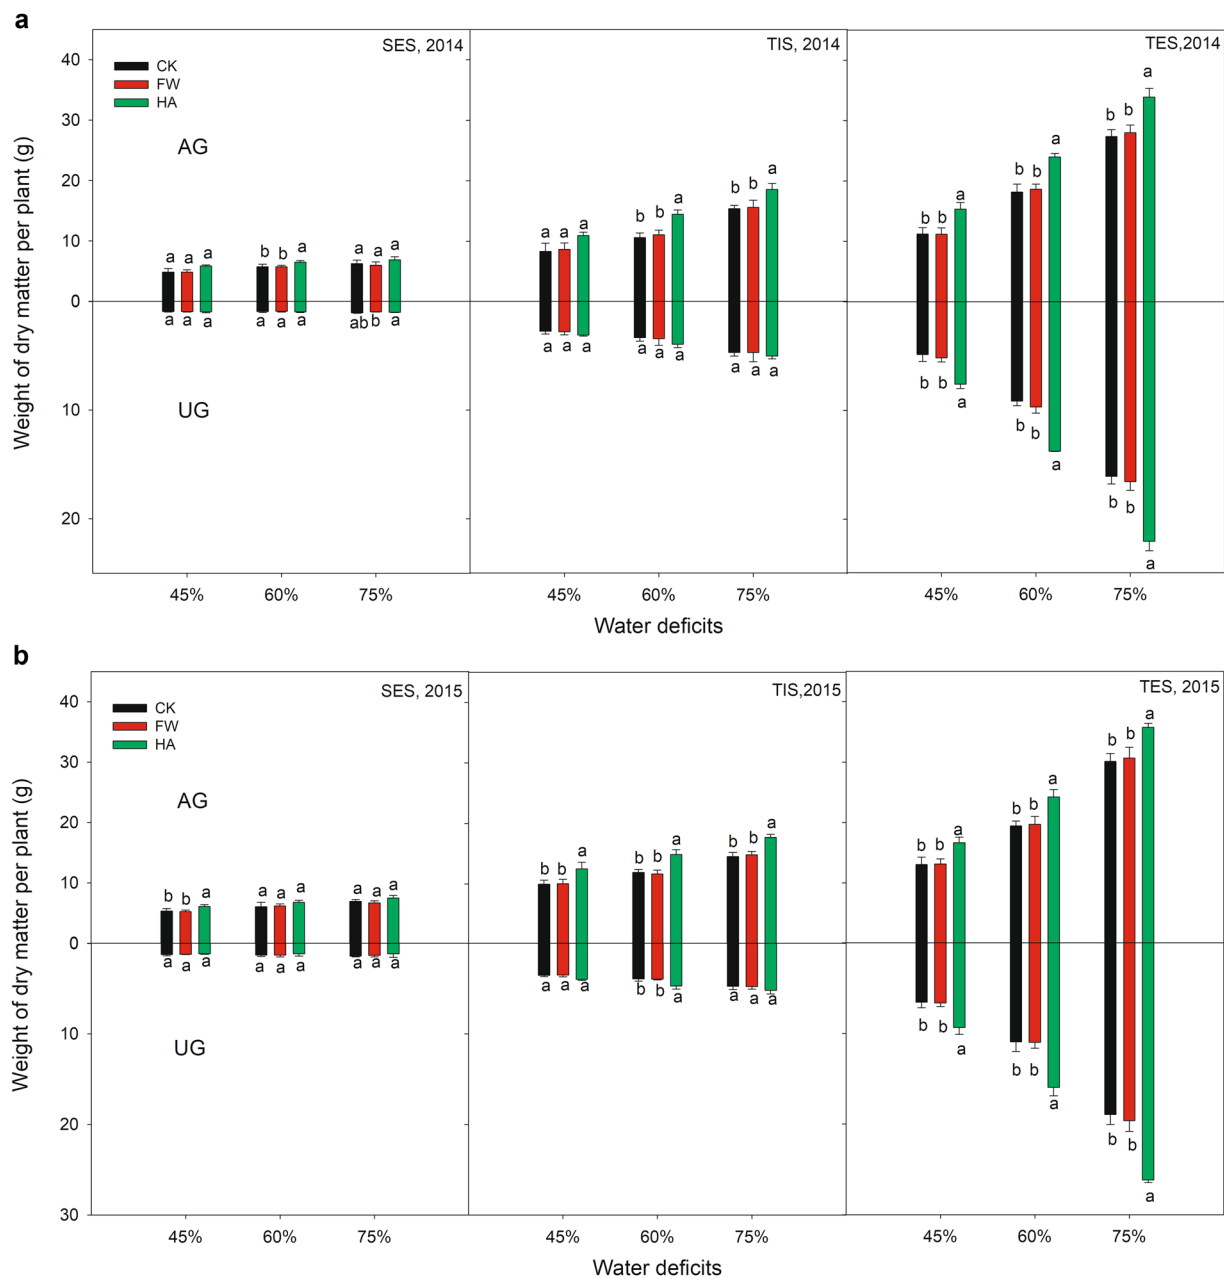 a
SES, 2014
TIS, 2014
TES,2014
CK
FW
HA
AG
UG
Weight of dry matter per plant (g)
40
30
20
10
0
10
20
a a a b b a a a a
a a a a a a ab b a
a a a b b a b b a
a a a a a a a a a
b b a b b a b b a
b b a b b a b b a
45% 60% 75% 45% 60% 75% 45% 60% 75%
Water deficits
b
SES, 2015
TIS,2015
TES, 2015
CK
FW
HA
AG
UG
Weight of dry matter per plant (g)
40
30
20
10
0
10
20
30
b b a a a a a a a
a a a a a a a a a
b b a b b a b b a
a a a b b a a a a
b b a b b a b b a
b b a b b a b b a
45% 60% 75% 45% 60% 75% 45% 60% 75%
Water deficits